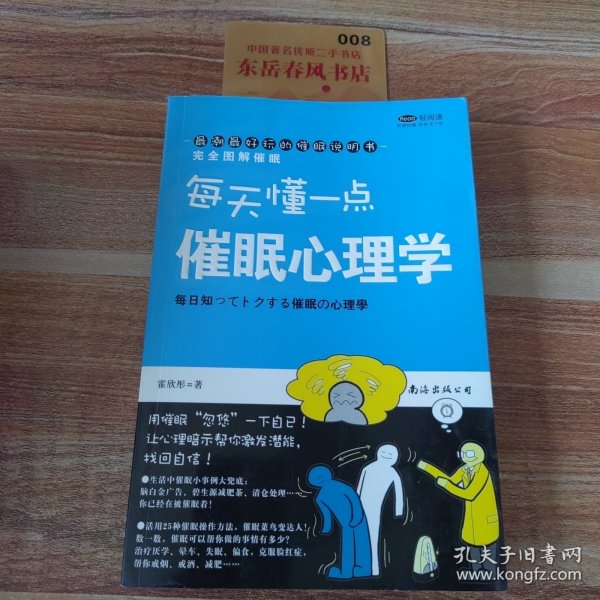 008
中国著名优质二手书店
东岳春风书店
轻阅读
最潮最好玩的催眠说明书
完全图解催眠
每天懂一点
催眠心理学
每日知ってトクする催眠の心理學
霍欣彤=著
南海出版公司
用催眠“忽悠”一下自己！
让心理暗示帮你激发潜能，
找回自信！
●生活中催眠小事例大兜底：
脑白金广告、碧生源减肥茶、清仓处理……
你已经在被催眠着！
●活用25种催眠操作方法，催眠菜鸟变达人！
数一数，催眠可以帮你做的事情有多少？
治疗厌学、晕车、失眠、偏食，克服脸红症，
帮你戒烟、戒酒、减肥……
孔夫子旧书网
www.kongfz.com